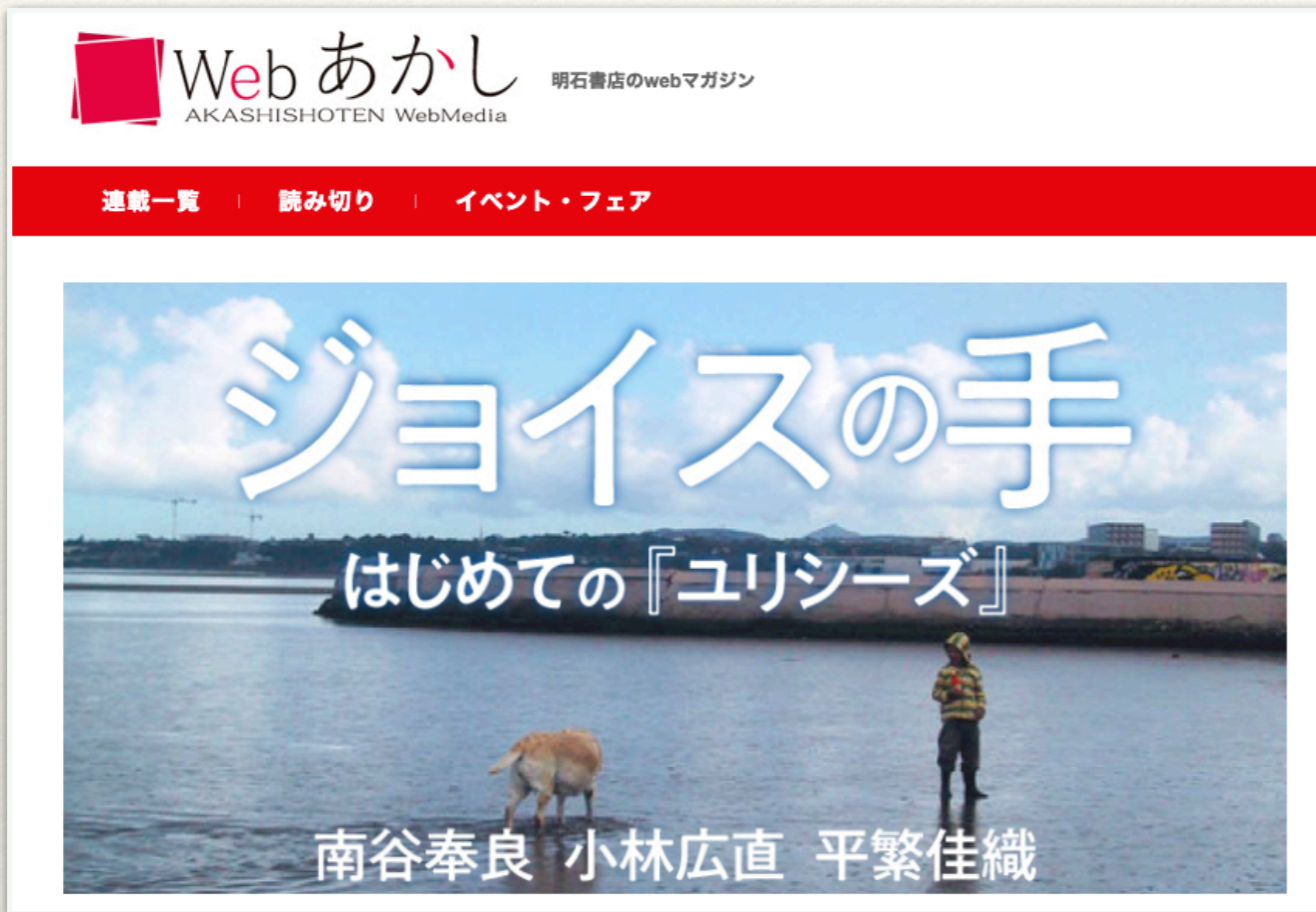 Web あかし
AKASHISHOTEN WebMedia
明石書店のwebマガジン
連載一覧 | 読み切り | イベント・フェア
ジョイスの手
はじめての『ユリシーズ』
南谷奉良 小林広直 平繁佳織